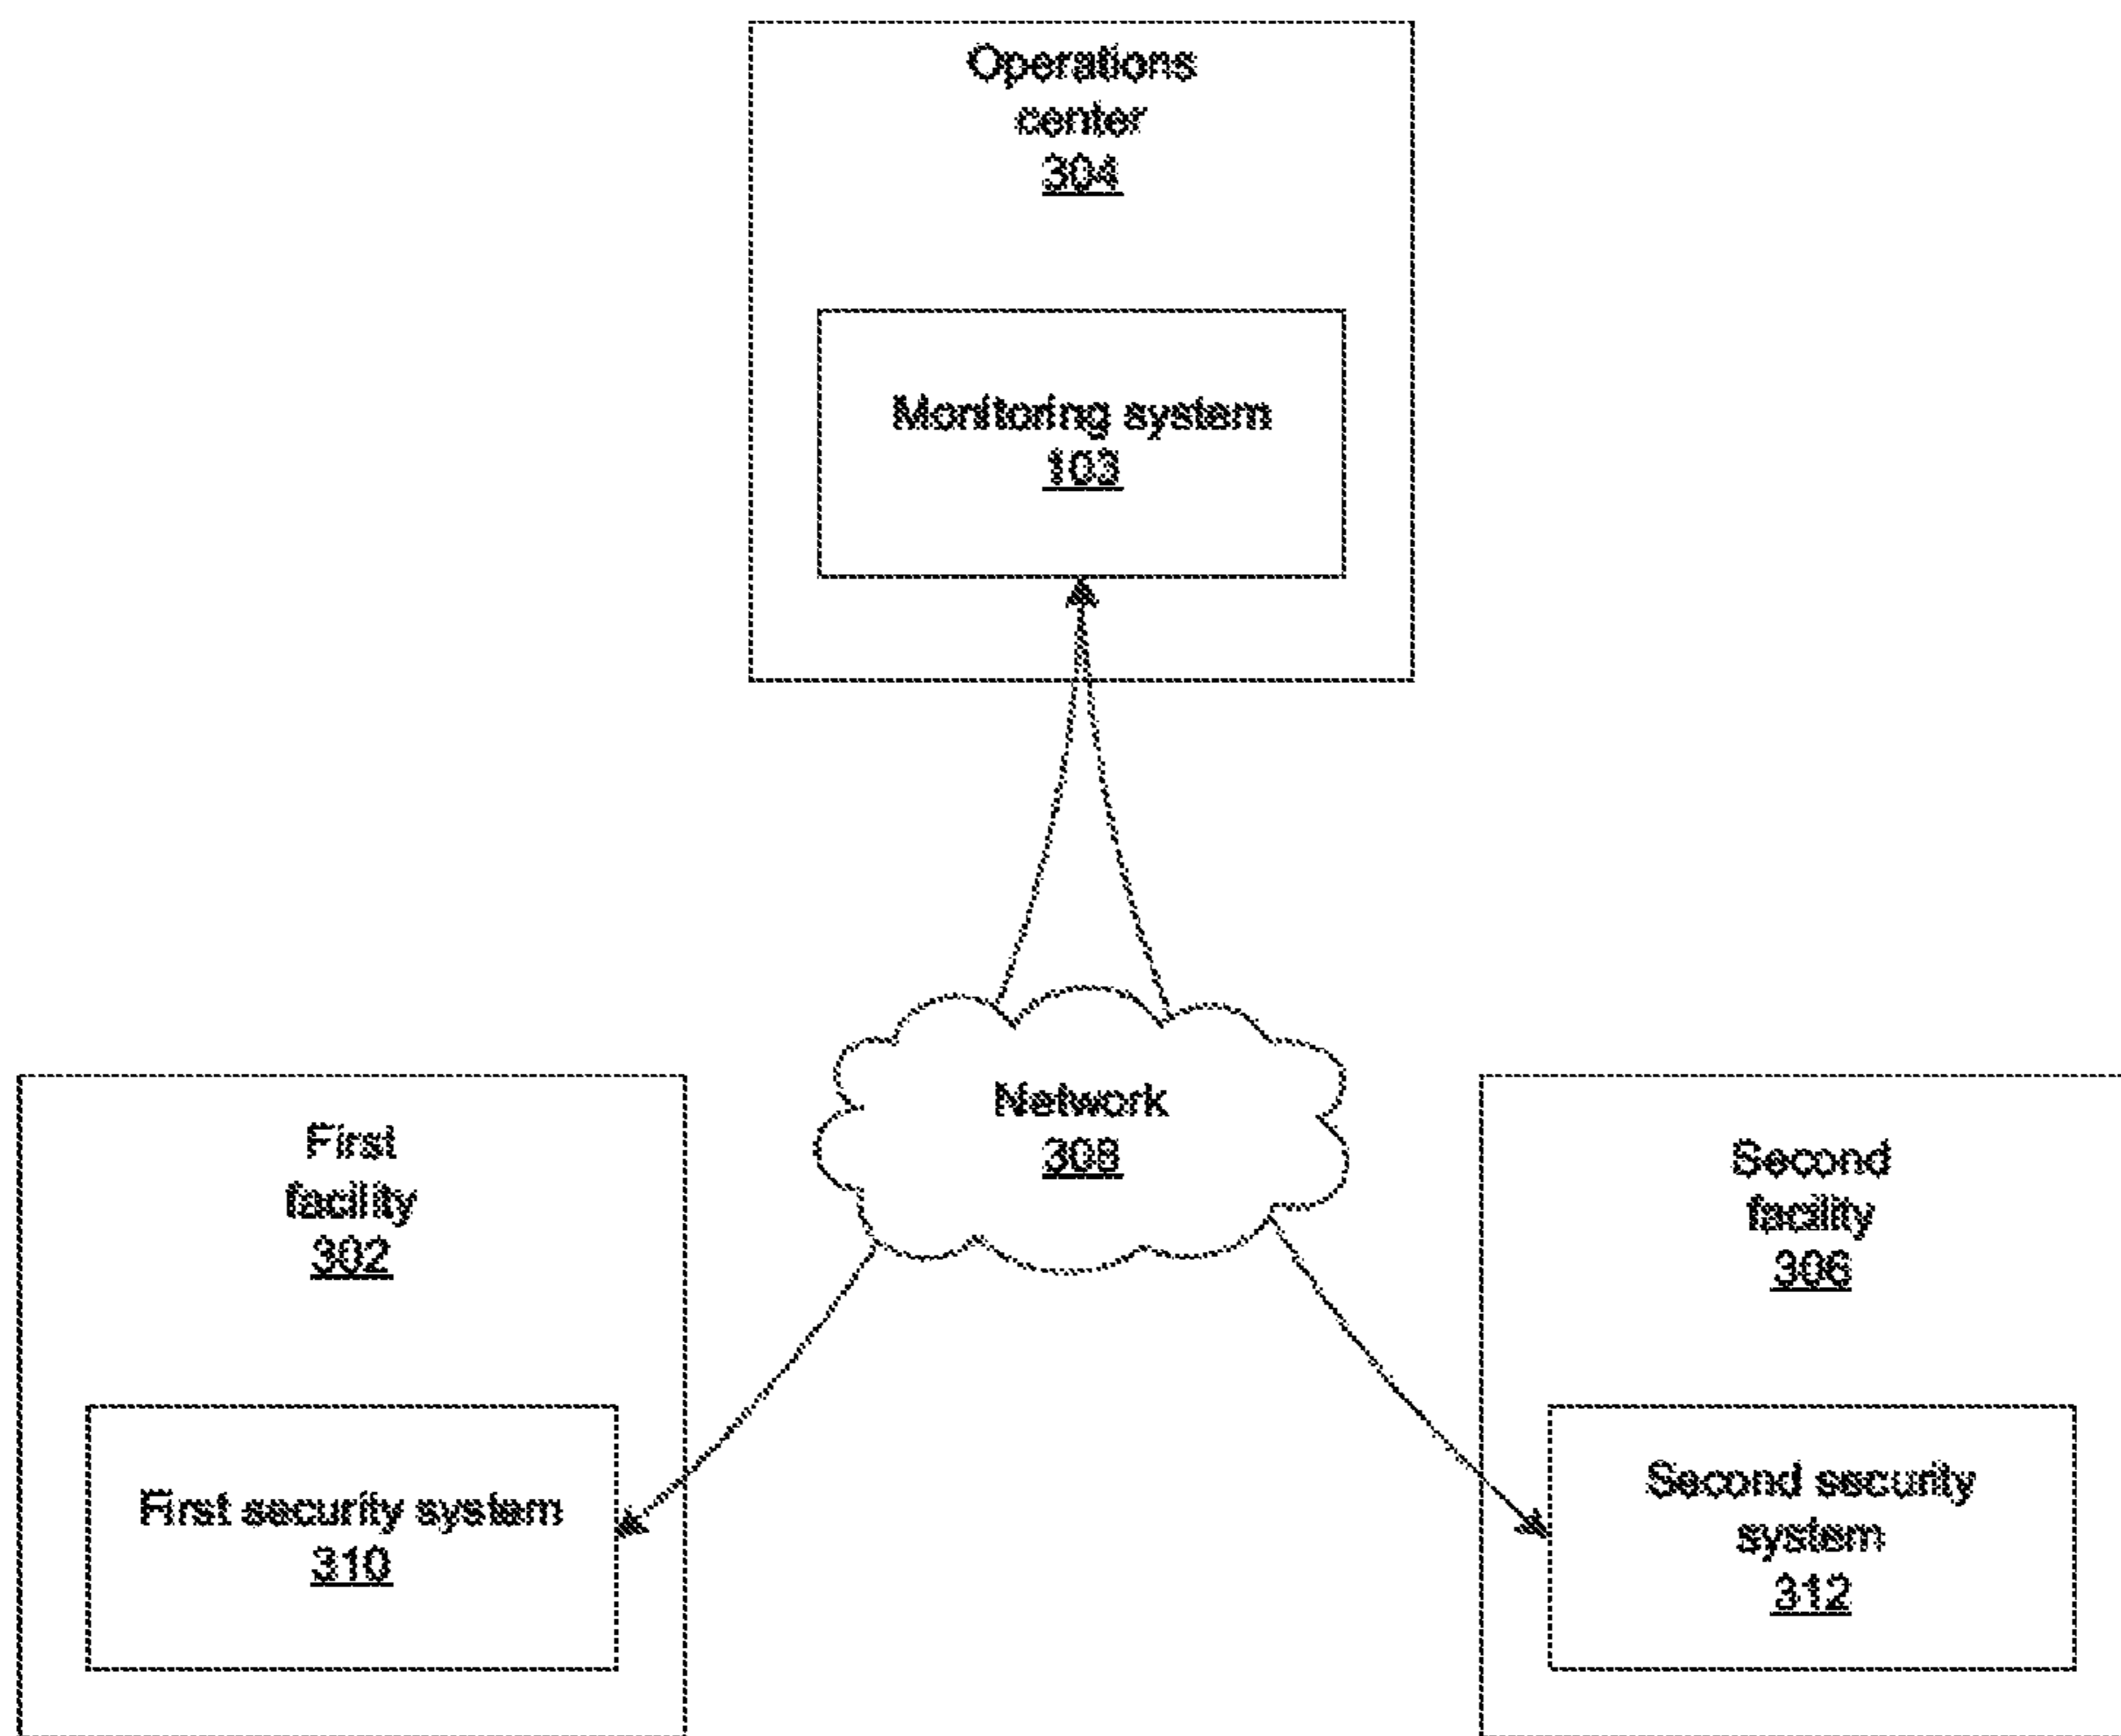 Operations
center
304
Monitoring system
103
Network
308
First
facility
302
First security system
310
Second
facility
306
Second security
system
312